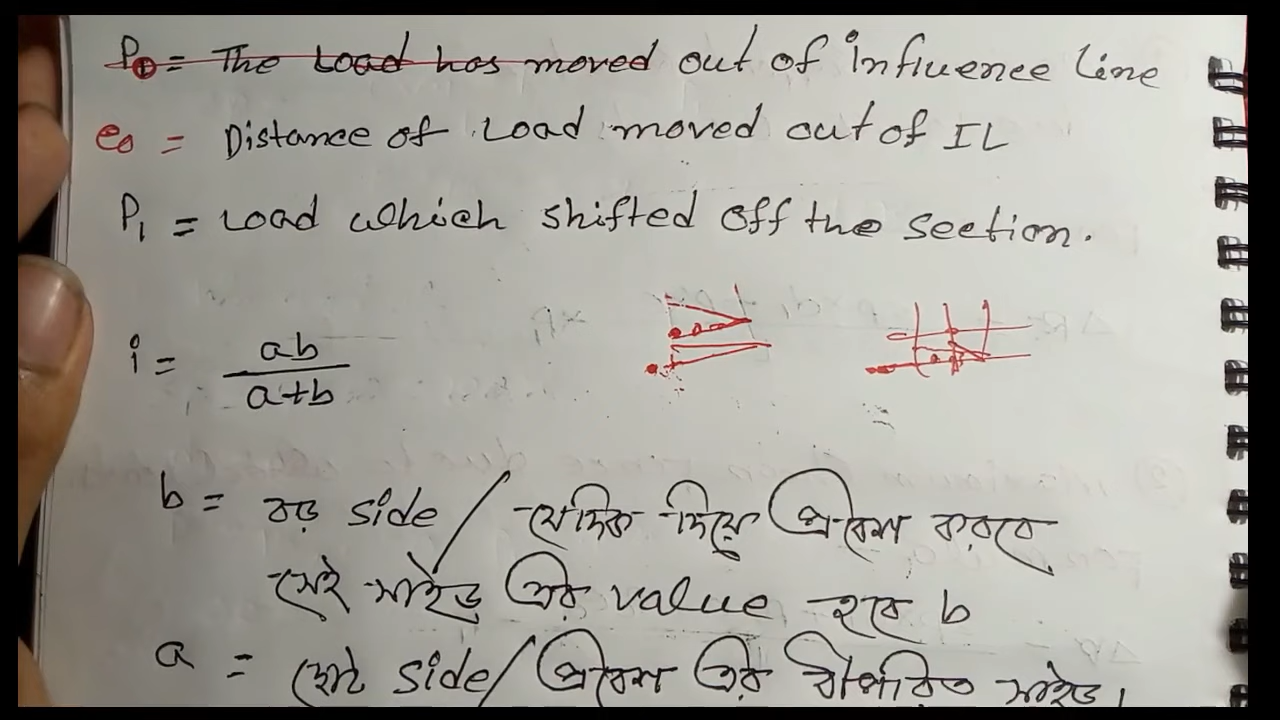 P₀ = The Load has moved out of influence line
e₀ = Distance of Load moved out of IL
P₁ = Load which shifted off the section.
i = ab / a+b
b = বড় side / যেদিক দিয়ে প্রবেশ করবে
সেই সাইড এর value হবে b
a = ছোট side / প্রবেশ এর বীপরিত সাইড।